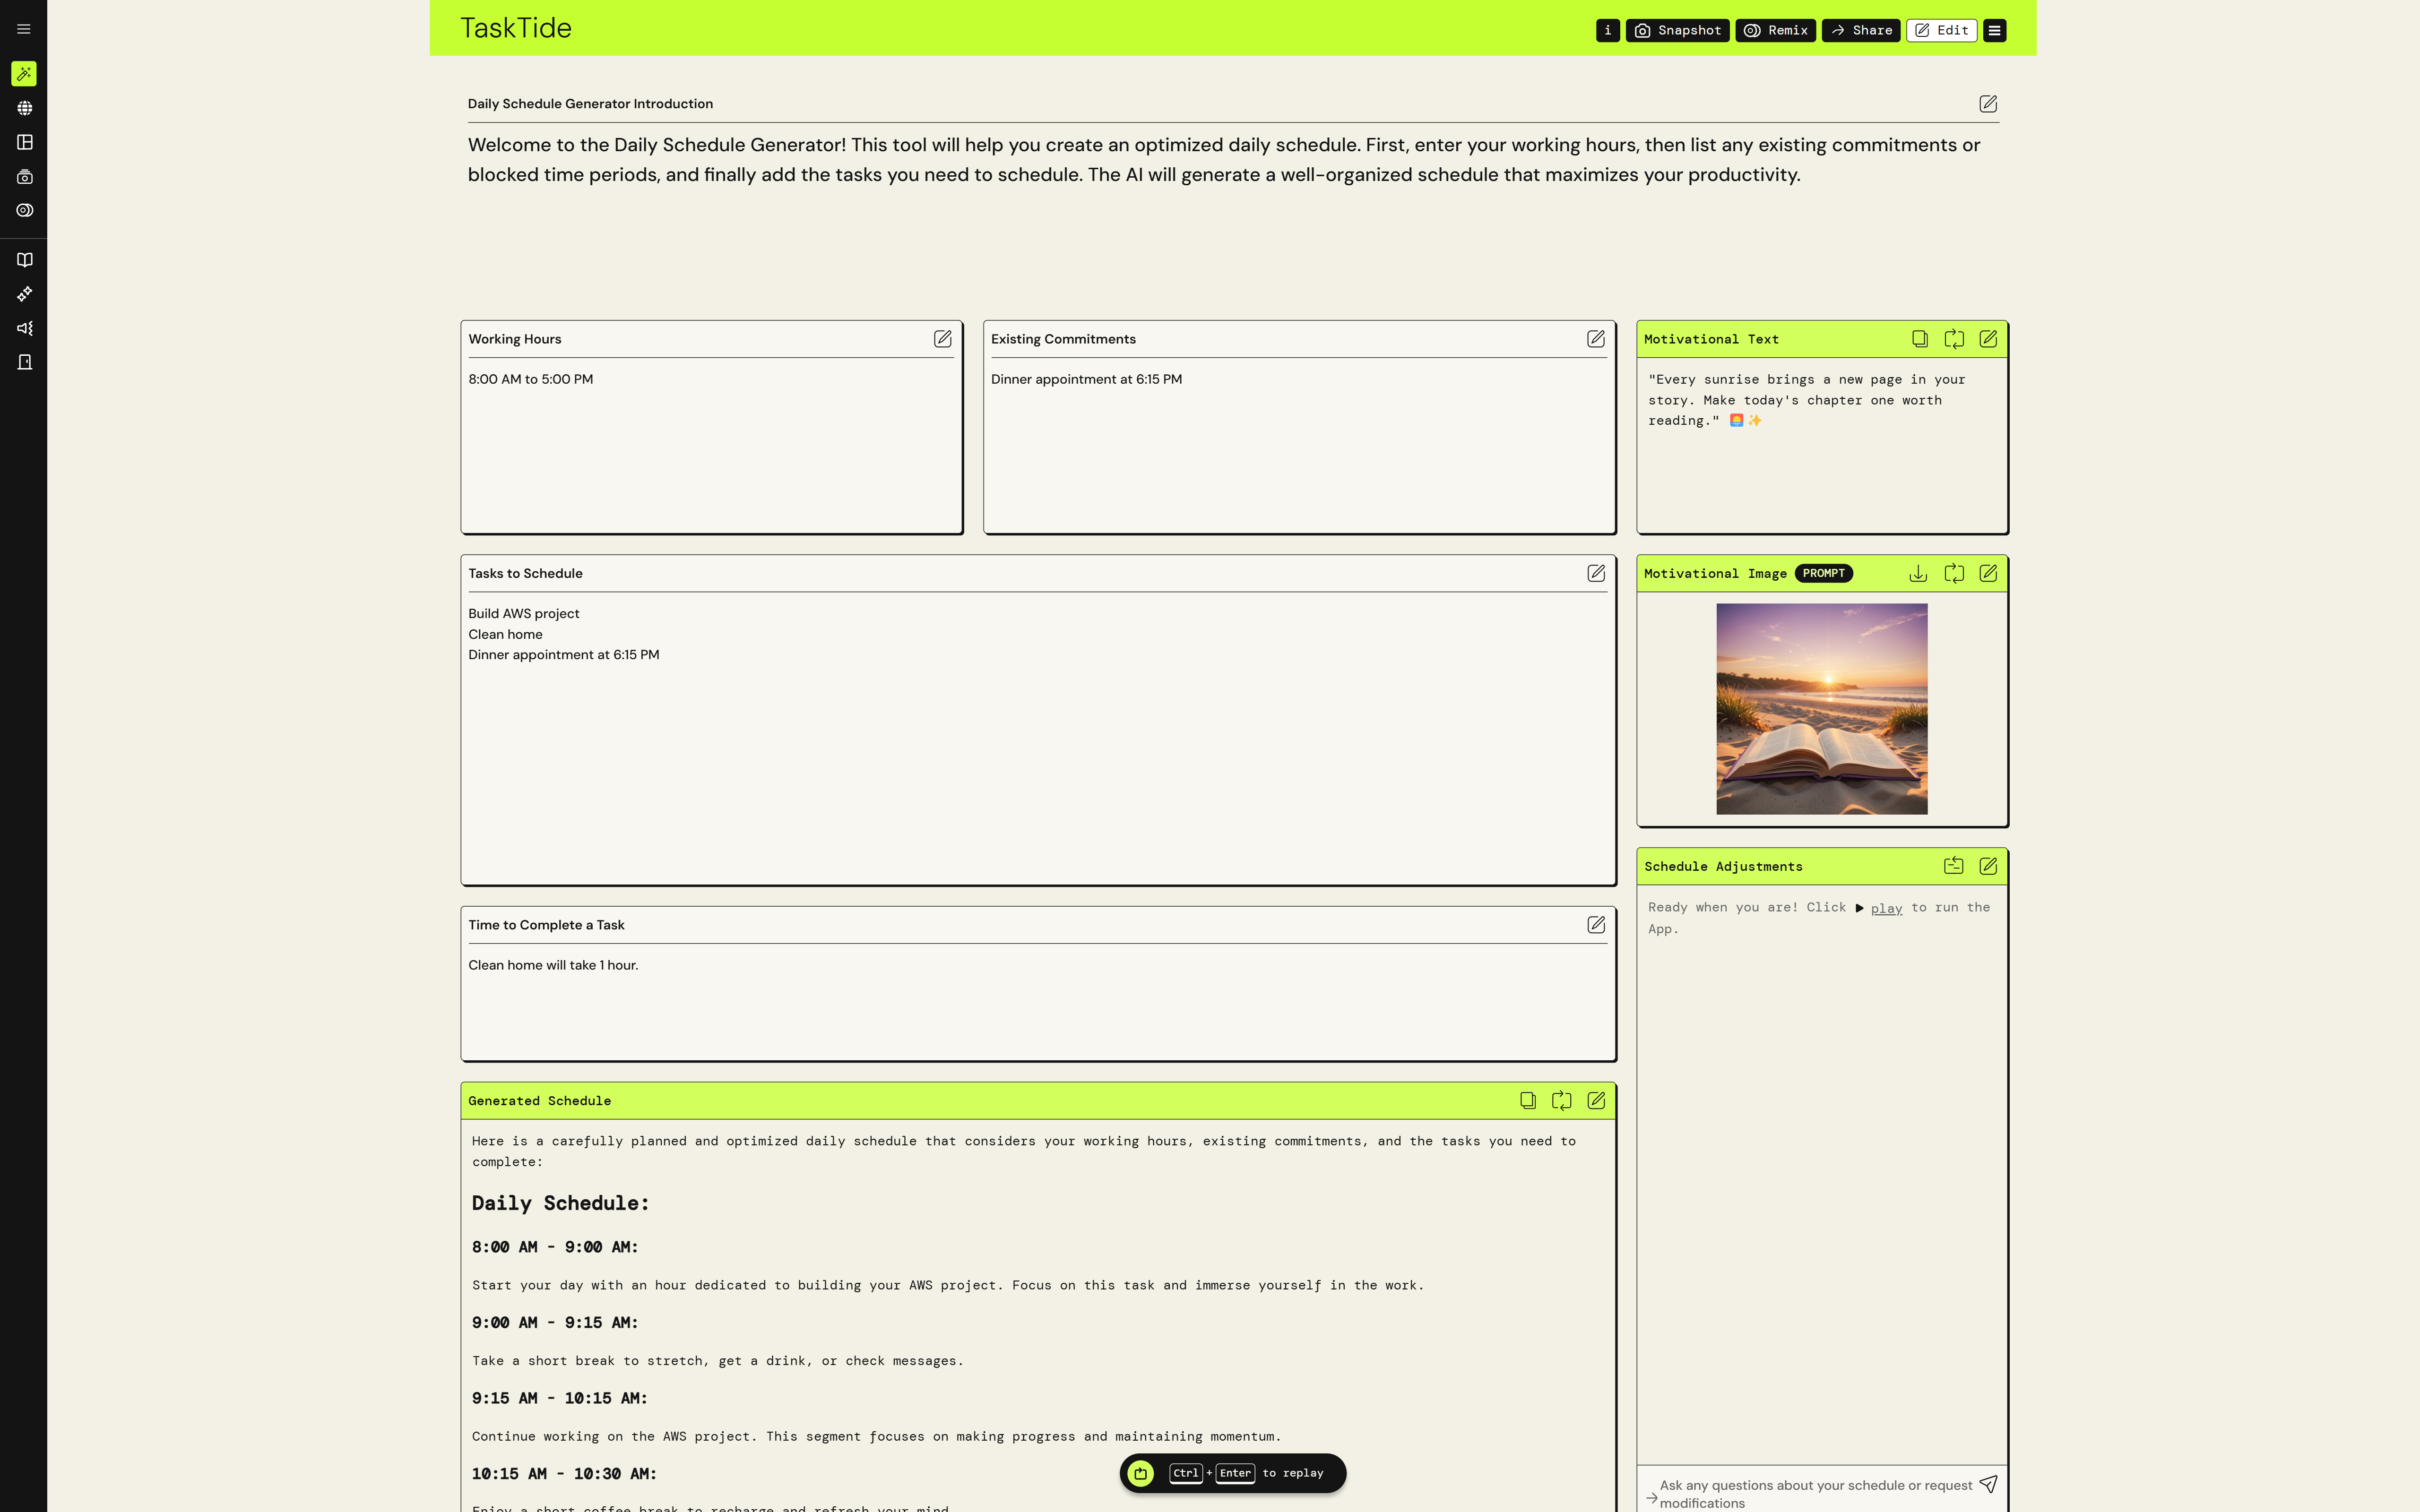 TaskTide
i
Snapshot
Remix
Share
Edit
Daily Schedule Generator Introduction
Welcome to the Daily Schedule Generator! This tool will help you create an optimized daily schedule. First, enter your working hours, then list any existing commitments or
blocked time periods, and finally add the tasks you need to schedule. The AI will generate a well-organized schedule that maximizes your productivity.
Working Hours
8:00 AM to 5:00 PM
Existing Commitments
Dinner appointment at 6:15 PM
Motivational Text
"Every sunrise brings a new page in your
story. Make today's chapter one worth
reading." 🌅✨
Tasks to Schedule
Build AWS project
Clean home
Dinner appointment at 6:15 PM
Motivational Image PROMPT
Time to Complete a Task
Clean home will take 1 hour.
Schedule Adjustments
Ready when you are! Click play to run the
App.
Ask any questions about your schedule or request
modifications
Generated Schedule
Here is a carefully planned and optimized daily schedule that considers your working hours, existing commitments, and the tasks you need to
complete:
Daily Schedule:
8:00 AM - 9:00 AM:
Start your day with an hour dedicated to building your AWS project. Focus on this task and immerse yourself in the work.
9:00 AM - 9:15 AM:
Take a short break to stretch, get a drink, or check messages.
9:15 AM - 10:15 AM:
Continue working on the AWS project. This segment focuses on making progress and maintaining momentum.
10:15 AM - 10:30 AM:
Enjoy a short coffee break to recharge and refresh your mind.
Ctrl + Enter to replay